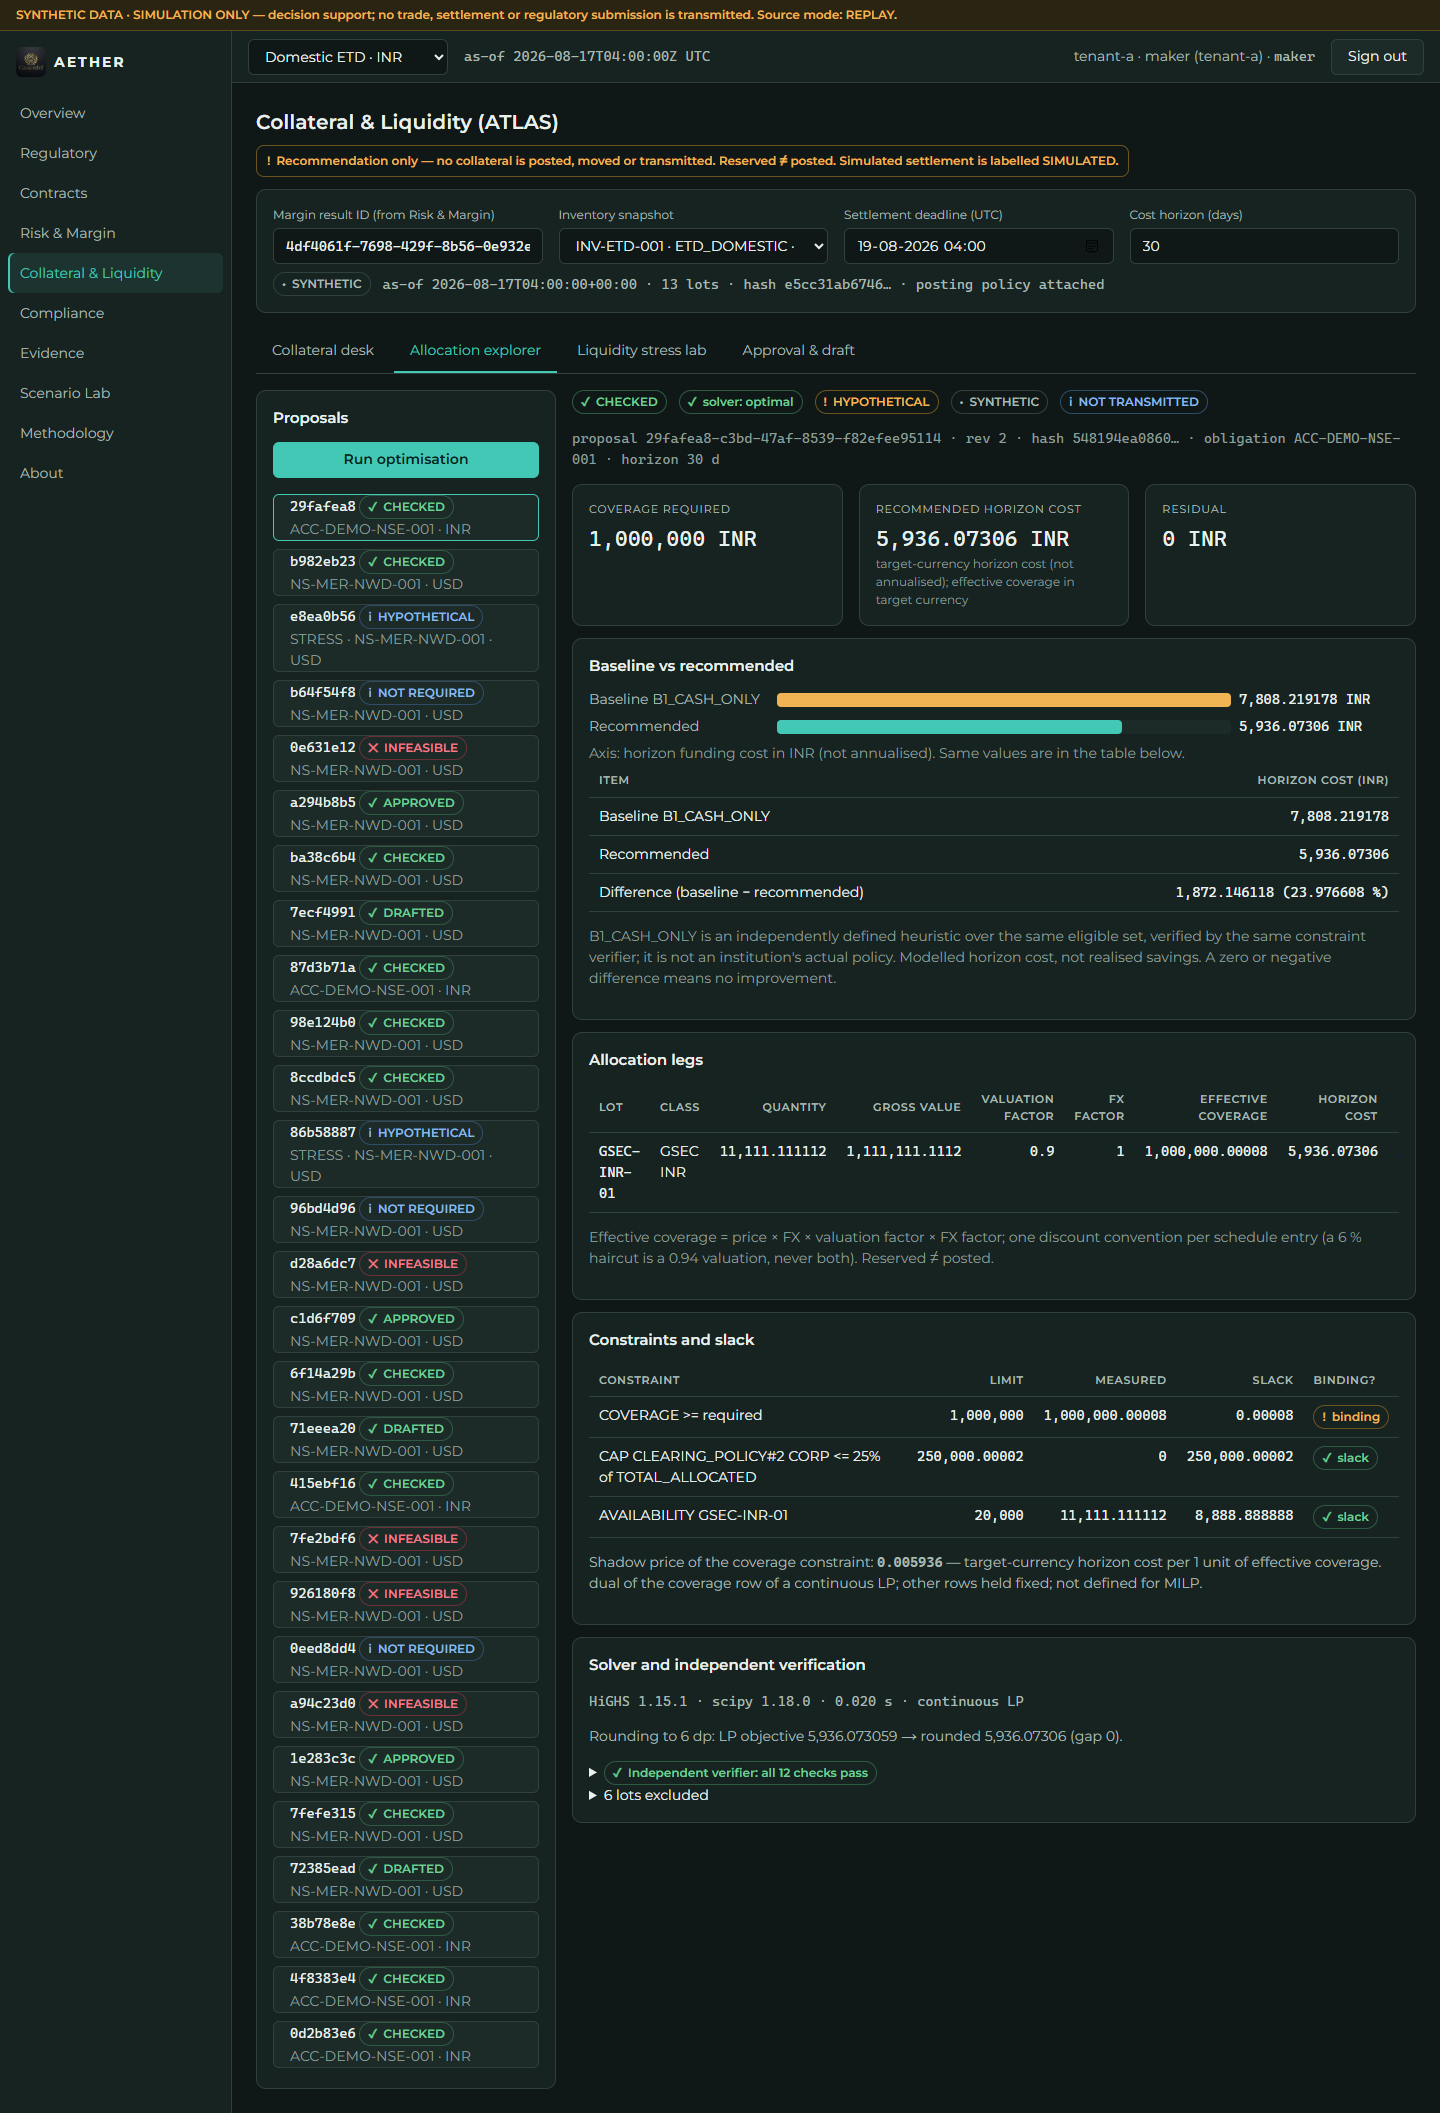 SYNTHETIC DATA · SIMULATION ONLY — decision support; no trade, settlement or regulatory submission is transmitted. Source mode: REPLAY.
AETHER
Domestic ETD · INR
as-of 2026-08-17T04:00:00Z UTC
tenant-a · maker (tenant-a) · maker
Sign out
Overview
Regulatory
Contracts
Risk & Margin
Collateral & Liquidity
Compliance
Evidence
Scenario Lab
Methodology
About
Collateral & Liquidity (ATLAS)
! Recommendation only — no collateral is posted, moved or transmitted. Reserved ≠ posted. Simulated settlement is labelled SIMULATED.
Margin result ID (from Risk & Margin)
4df4061f-7698-429f-8b56-0e932e
Inventory snapshot
INV-ETD-001 · ETD_DOMESTIC ·
Settlement deadline (UTC)
19-08-2026 04:00
Cost horizon (days)
30
• SYNTHETIC as-of 2026-08-17T04:00:00+00:00 · 13 lots · hash e5cc31ab6746… · posting policy attached
Collateral desk
Allocation explorer
Liquidity stress lab
Approval & draft
Proposals
Run optimisation
29fafea8 ✓ CHECKED
ACC-DEMO-NSE-001 · INR
b982eb23 ✓ CHECKED
NS-MER-NWD-001 · USD
e8ea0b56 i HYPOTHETICAL
STRESS · NS-MER-NWD-001 ·
USD
b64f54f8 i NOT REQUIRED
NS-MER-NWD-001 · USD
0e631e12 ✕ INFEASIBLE
NS-MER-NWD-001 · USD
a294b8b5 ✓ APPROVED
NS-MER-NWD-001 · USD
ba38c6b4 ✓ CHECKED
NS-MER-NWD-001 · USD
7ecf4991 ✓ DRAFTED
NS-MER-NWD-001 · USD
87d3b71a ✓ CHECKED
ACC-DEMO-NSE-001 · INR
98e124b0 ✓ CHECKED
NS-MER-NWD-001 · USD
8ccdbdc5 ✓ CHECKED
NS-MER-NWD-001 · USD
86b58887 i HYPOTHETICAL
STRESS · NS-MER-NWD-001 ·
USD
96bd4d96 i NOT REQUIRED
NS-MER-NWD-001 · USD
d28a6dc7 ✕ INFEASIBLE
NS-MER-NWD-001 · USD
c1d6f709 ✓ APPROVED
NS-MER-NWD-001 · USD
6f14a29b ✓ CHECKED
NS-MER-NWD-001 · USD
71eeea20 ✓ DRAFTED
NS-MER-NWD-001 · USD
415ebf16 ✓ CHECKED
ACC-DEMO-NSE-001 · INR
7fe2bdf6 ✕ INFEASIBLE
NS-MER-NWD-001 · USD
926180f8 ✕ INFEASIBLE
NS-MER-NWD-001 · USD
0eed8dd4 i NOT REQUIRED
NS-MER-NWD-001 · USD
a94c23d0 ✕ INFEASIBLE
NS-MER-NWD-001 · USD
1e283c3c ✓ APPROVED
NS-MER-NWD-001 · USD
7fefe315 ✓ CHECKED
NS-MER-NWD-001 · USD
72385ead ✓ DRAFTED
NS-MER-NWD-001 · USD
38b78e8e ✓ CHECKED
ACC-DEMO-NSE-001 · INR
4f8383e4 ✓ CHECKED
ACC-DEMO-NSE-001 · INR
0d2b83e6 ✓ CHECKED
ACC-DEMO-NSE-001 · INR
✓ CHECKED ✓ solver: optimal ! HYPOTHETICAL • SYNTHETIC i NOT TRANSMITTED
proposal 29fafea8-c3bd-47af-8539-f82efee95114 · rev 2 · hash 548194ea0860… · obligation ACC-DEMO-NSE-
001 · horizon 30 d
COVERAGE REQUIRED
1,000,000 INR
RECOMMENDED HORIZON COST
5,936.07306 INR
target-currency horizon cost (not
annualised); effective coverage in
target currency
RESIDUAL
0 INR
Baseline vs recommended
Baseline B1_CASH_ONLY 7,808.219178 INR
Recommended 5,936.07306 INR
Axis: horizon funding cost in INR (not annualised). Same values are in the table below.
ITEM HORIZON COST (INR)
Baseline B1_CASH_ONLY 7,808.219178
Recommended 5,936.07306
Difference (baseline − recommended) 1,872.146118 (23.976608 %)
B1_CASH_ONLY is an independently defined heuristic over the same eligible set, verified by the same constraint
verifier; it is not an institution's actual policy. Modelled horizon cost, not realised savings. A zero or negative
difference means no improvement.
Allocation legs
LOT CLASS QUANTITY GROSS VALUE VALUATION FACTOR FX FACTOR EFFECTIVE COVERAGE HORIZON COST
GSEC-INR-01 GSEC INR 11,111.111112 1,111,111.1112 0.9 1 1,000,000.00008 5,936.07306
Effective coverage = price × FX × valuation factor × FX factor; one discount convention per schedule entry (a 6 %
haircut is a 0.94 valuation, never both). Reserved ≠ posted.
Constraints and slack
CONSTRAINT LIMIT MEASURED SLACK BINDING?
COVERAGE >= required 1,000,000 1,000,000.00008 0.00008 ! binding
CAP CLEARING_POLICY#2 CORP <= 25% of TOTAL_ALLOCATED 250,000.00002 0 250,000.00002 ✓ slack
AVAILABILITY GSEC-INR-01 20,000 11,111.111112 8,888.888888 ✓ slack
Shadow price of the coverage constraint: 0.005936 — target-currency horizon cost per 1 unit of effective coverage.
dual of the coverage row of a continuous LP; other rows held fixed; not defined for MILP.
Solver and independent verification
HiGHS 1.15.1 · scipy 1.18.0 · 0.020 s · continuous LP
Rounding to 6 dp: LP objective 5,936.073059 → rounded 5,936.07306 (gap 0).
▶ ✓ Independent verifier: all 12 checks pass
▶ 6 lots excluded